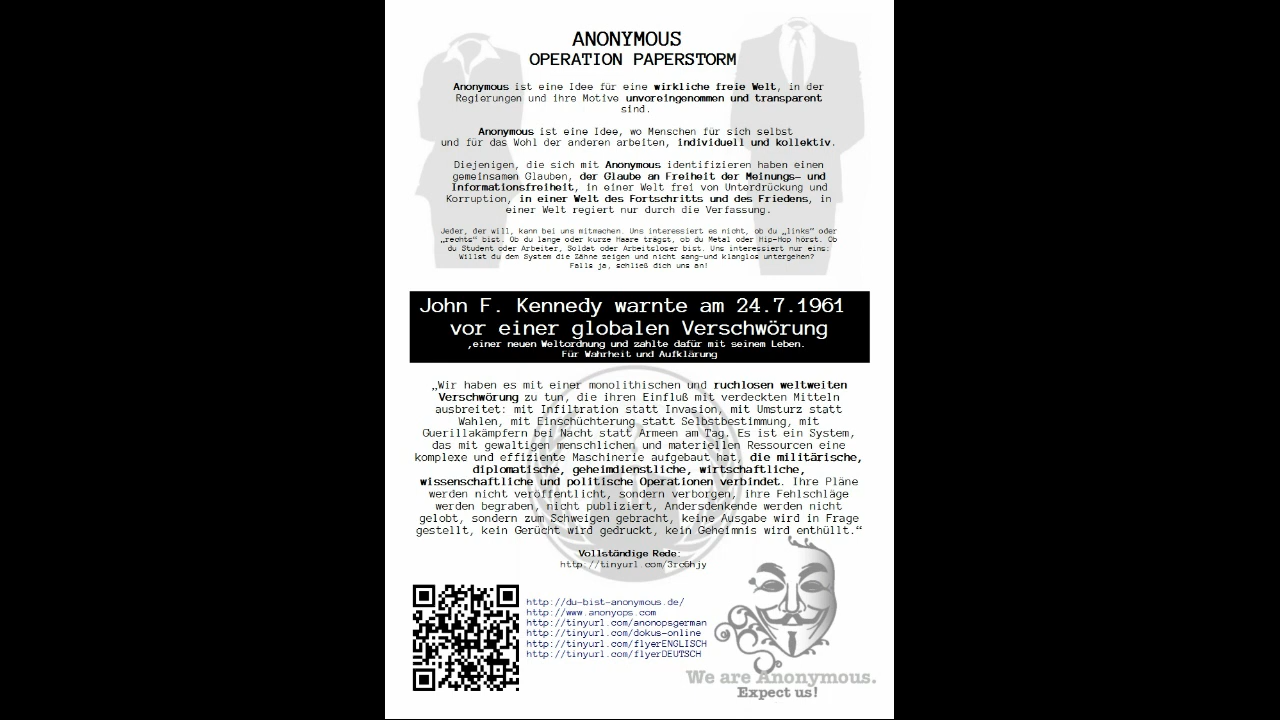 ANONYMOUS
OPERATION PAPERSTORM
Anonymous ist eine Idee für eine wirkliche freie Welt, in der
Regierungen und ihre Motive unvoreingenommen und transparent
sind.
Anonymous ist eine Idee, wo Menschen für sich selbst
und für das Wohl der anderen arbeiten, individuell und kollektiv.
Diejenigen, die sich mit Anonymous identifizieren haben einen
gemeinsamen Glauben, der Glaube an Freiheit der Meinungs- und
Informationsfreiheit, in einer Welt frei von Unterdrückung und
Korruption, in einer Welt des Fortschritts und des Friedens, in
einer Welt regiert nur durch die Verfassung.
Jeder, der will, kann bei uns mitmachen. Uns interessiert es nicht, ob du „links“ oder
„rechts“ bist. Ob du lange oder kurze Haare trägst, ob du Metal oder Hip-Hop hörst. Ob
du Student oder Arbeiter, Soldat oder Arbeitsloser bist. Uns interessiert nur eins:
Willst du dem System die Zähne zeigen und nicht sang-und klanglos untergehen?
Falls ja, schließ dich uns an!
John F. Kennedy warnte am 24.7.1961
vor einer globalen Verschwörung
,einer neuen Weltordnung und zahlte dafür mit seinem Leben.
Für Wahrheit und Aufklärung
„Wir haben es mit einer monolithischen und ruchlosen weltweiten
Verschwörung zu tun, die ihren Einfluß mit verdeckten Mitteln
ausbreitet: mit Infiltration statt Invasion, mit Umsturz statt
Wahlen, mit Einschüchterung statt Selbstbestimmung, mit
Guerillakämpfern bei Nacht statt Armeen am Tag. Es ist ein System,
das mit gewaltigen menschlichen und materiellen Ressourcen eine
komplexe und effiziente Maschinerie aufgebaut hat, die militärische,
diplomatische, geheimdienstliche, wirtschaftliche,
wissenschaftliche und politische Operationen verbindet. Ihre Pläne
werden nicht veröffentlicht, sondern verborgen, ihre Fehlschläge
werden begraben, nicht publiziert, Andersdenkende werden nicht
gelobt, sondern zum Schweigen gebracht, keine Ausgabe wird in Frage
gestellt, kein Gerücht wird gedruckt, kein Geheimnis wird enthüllt.“
Vollständige Rede:
http://tinyurl.com/3rc6hjy
http://du-bist-anonymous.de/
http://www.anonyops.com
http://tinyurl.com/anonopsgerman
http://tinyurl.com/dokus-online
http://tinyurl.com/flyerENGLISCH
http://tinyurl.com/flyerDEUTSCH
We are Anonymous.
Expect us!